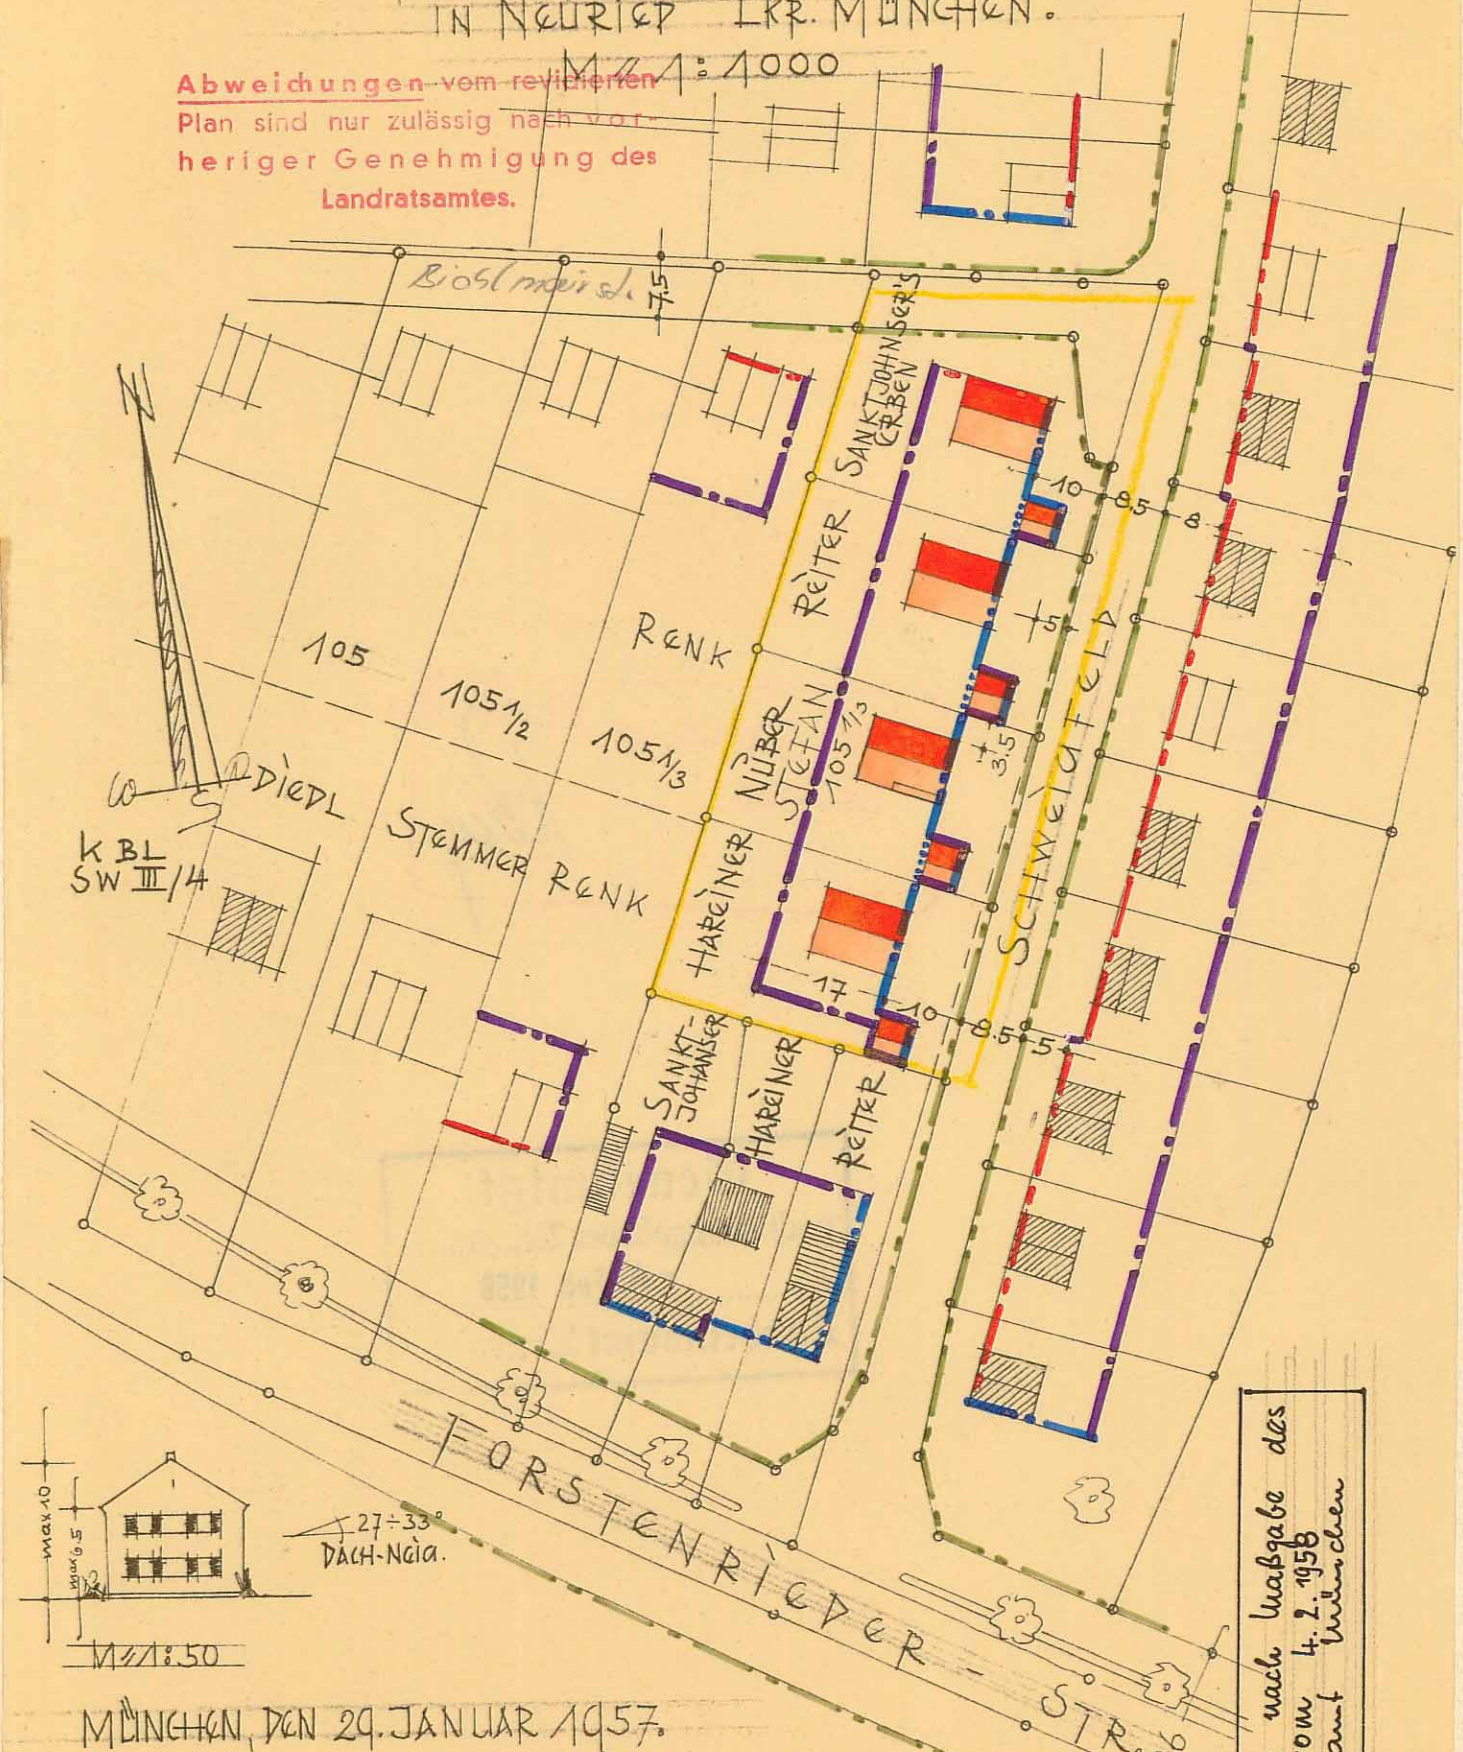 IN NEURIED LKR. MÜNCHEN.
M = 1:1000
Abweichungen vom revidierten
Plan sind nur zulässig nach vor-
heriger Genehmigung des
Landratsamtes.
7.5
SANKTJOHNSER'S
ERBEN
N
10
8.5
8
REITER
5
RENK
105
105 1/2
105 1/3
NÜBER
STEFAN
105 1/3
3.5
DIEDL
STEMMER
RENK
K BL
SW III/4
HAREINER
17
10
8.5
5
SANKT-
JOHANSER
HAREINER
REITER
FORSTENRIEDER - STR.
max 10
max 6.5
27÷33°
DACH-NEIG.
M = 1:50
nach Maßgabe des
4.2.1958
München
MÜNCHEN, DEN 29. JANUAR 1957.